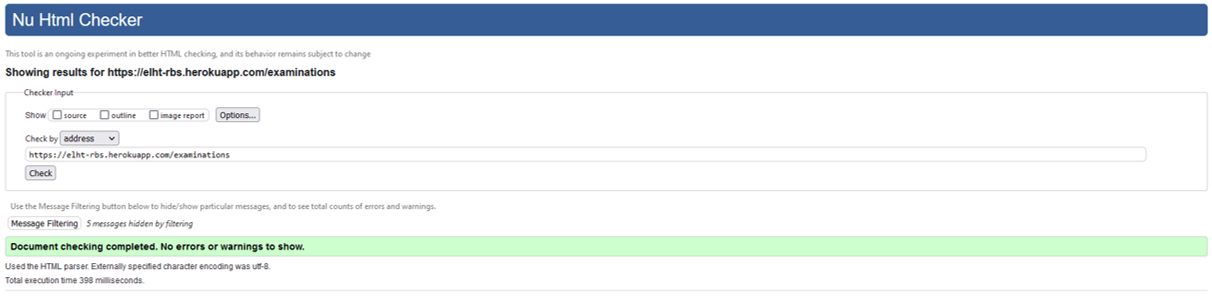 Nu Html Checker
This tool is an ongoing experiment in better HTML checking, and its behavior remains subject to change
Showing results for https://elht-rbs.herokuapp.com/examinations
Checker Input
Show source outline image report Options...
Check by address
https://elht-rbs.herokuapp.com/examinations
Check
Use the Message Filtering button below to hide/show particular messages, and to see total counts of errors and warnings.
Message Filtering 5 messages hidden by filtering
Document checking completed. No errors or warnings to show.
Used the HTML parser. Externally specified character encoding was utf-8.
Total execution time 398 milliseconds.